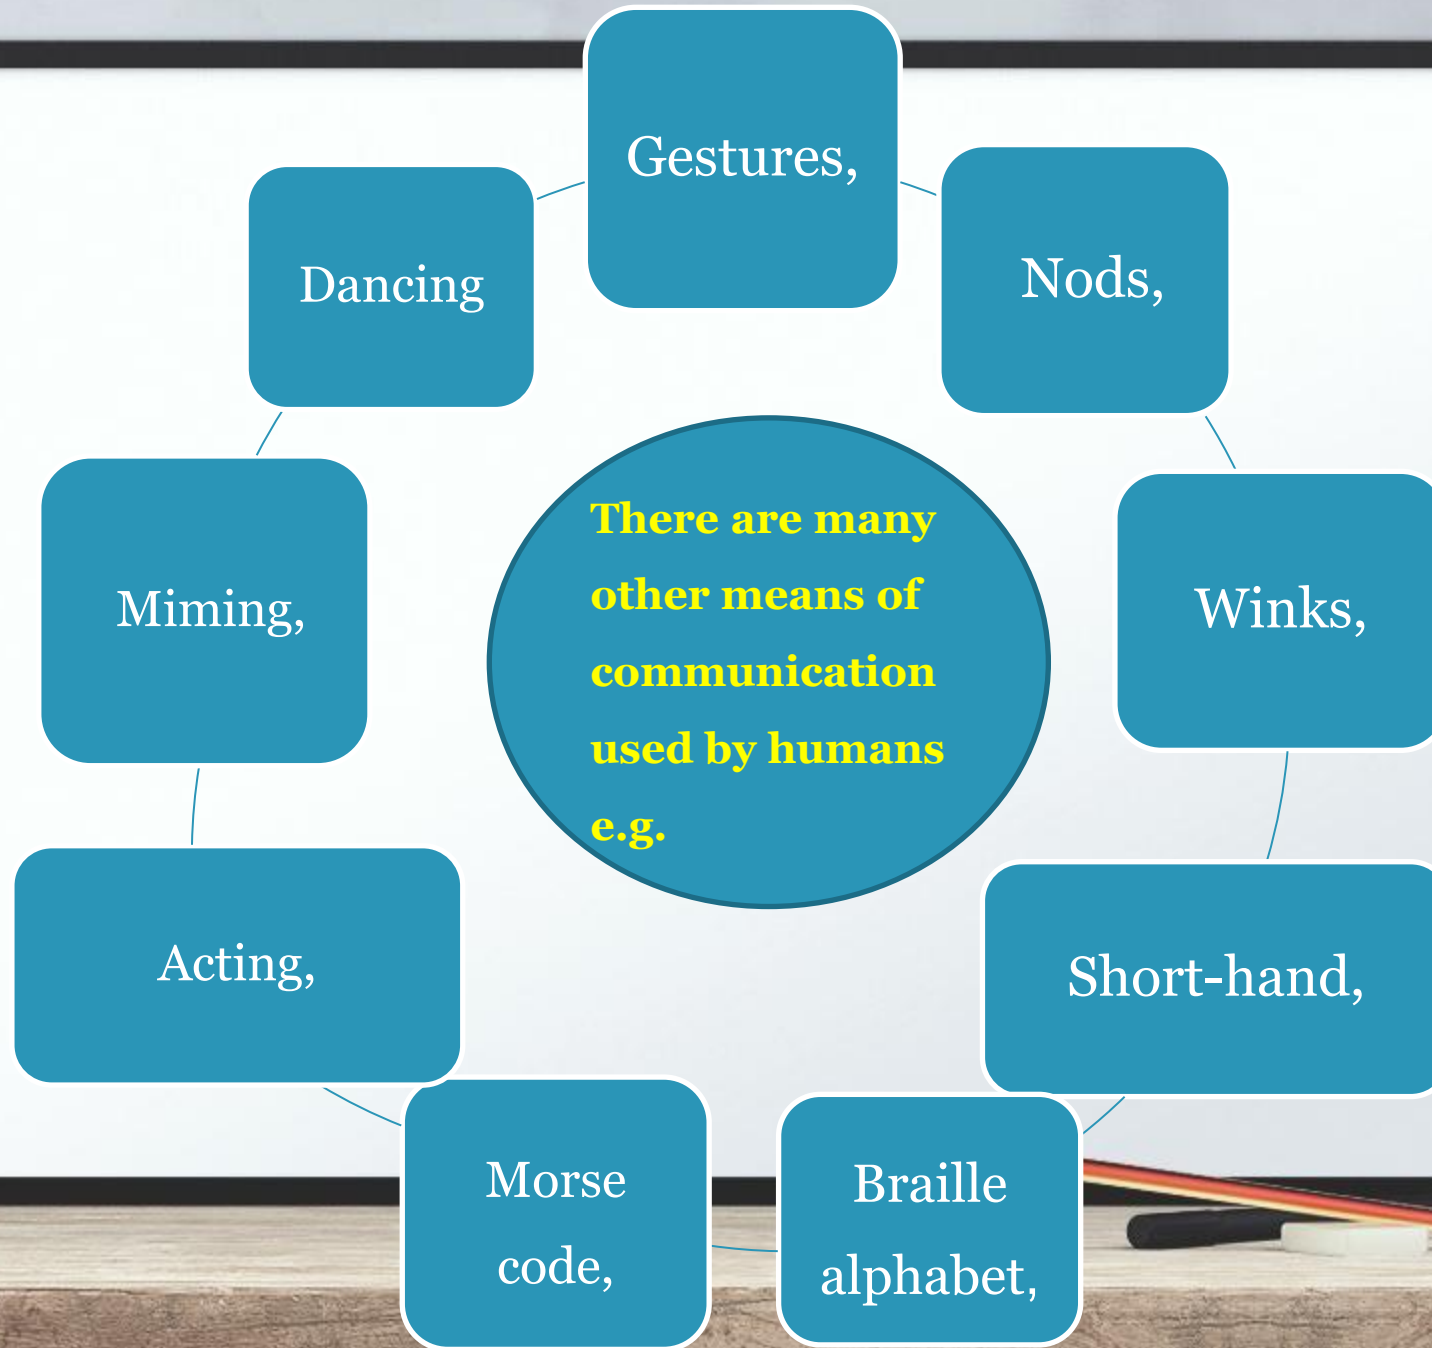 There are many
other means of
communication
used by humans
e.g.
Gestures,
Nods,
Winks,
Short-hand,
Braille
alphabet,
Morse
code,
Acting,
Miming,
Dancing